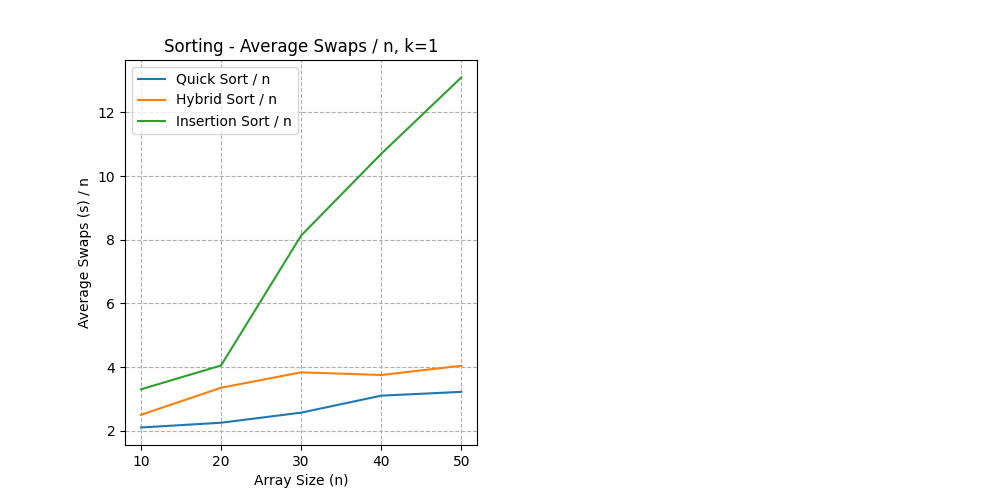 Sorting - Average Swaps / n, k=1
Quick Sort / n
Hybrid Sort / n
Insertion Sort / n
Average Swaps (s) / n
12
10
8
6
4
2
10 20 30 40 50
Array Size (n)